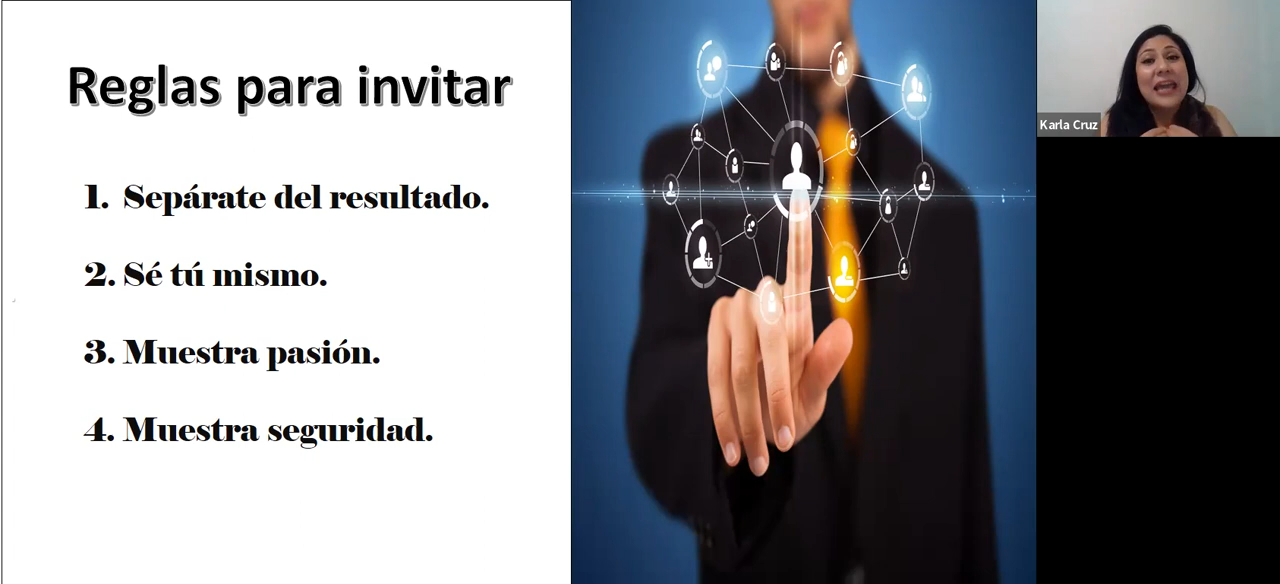 Reglas para invitar
1. Sepárate del resultado.
2. Sé tú mismo.
3. Muestra pasión.
4. Muestra seguridad.
Karla Cruz